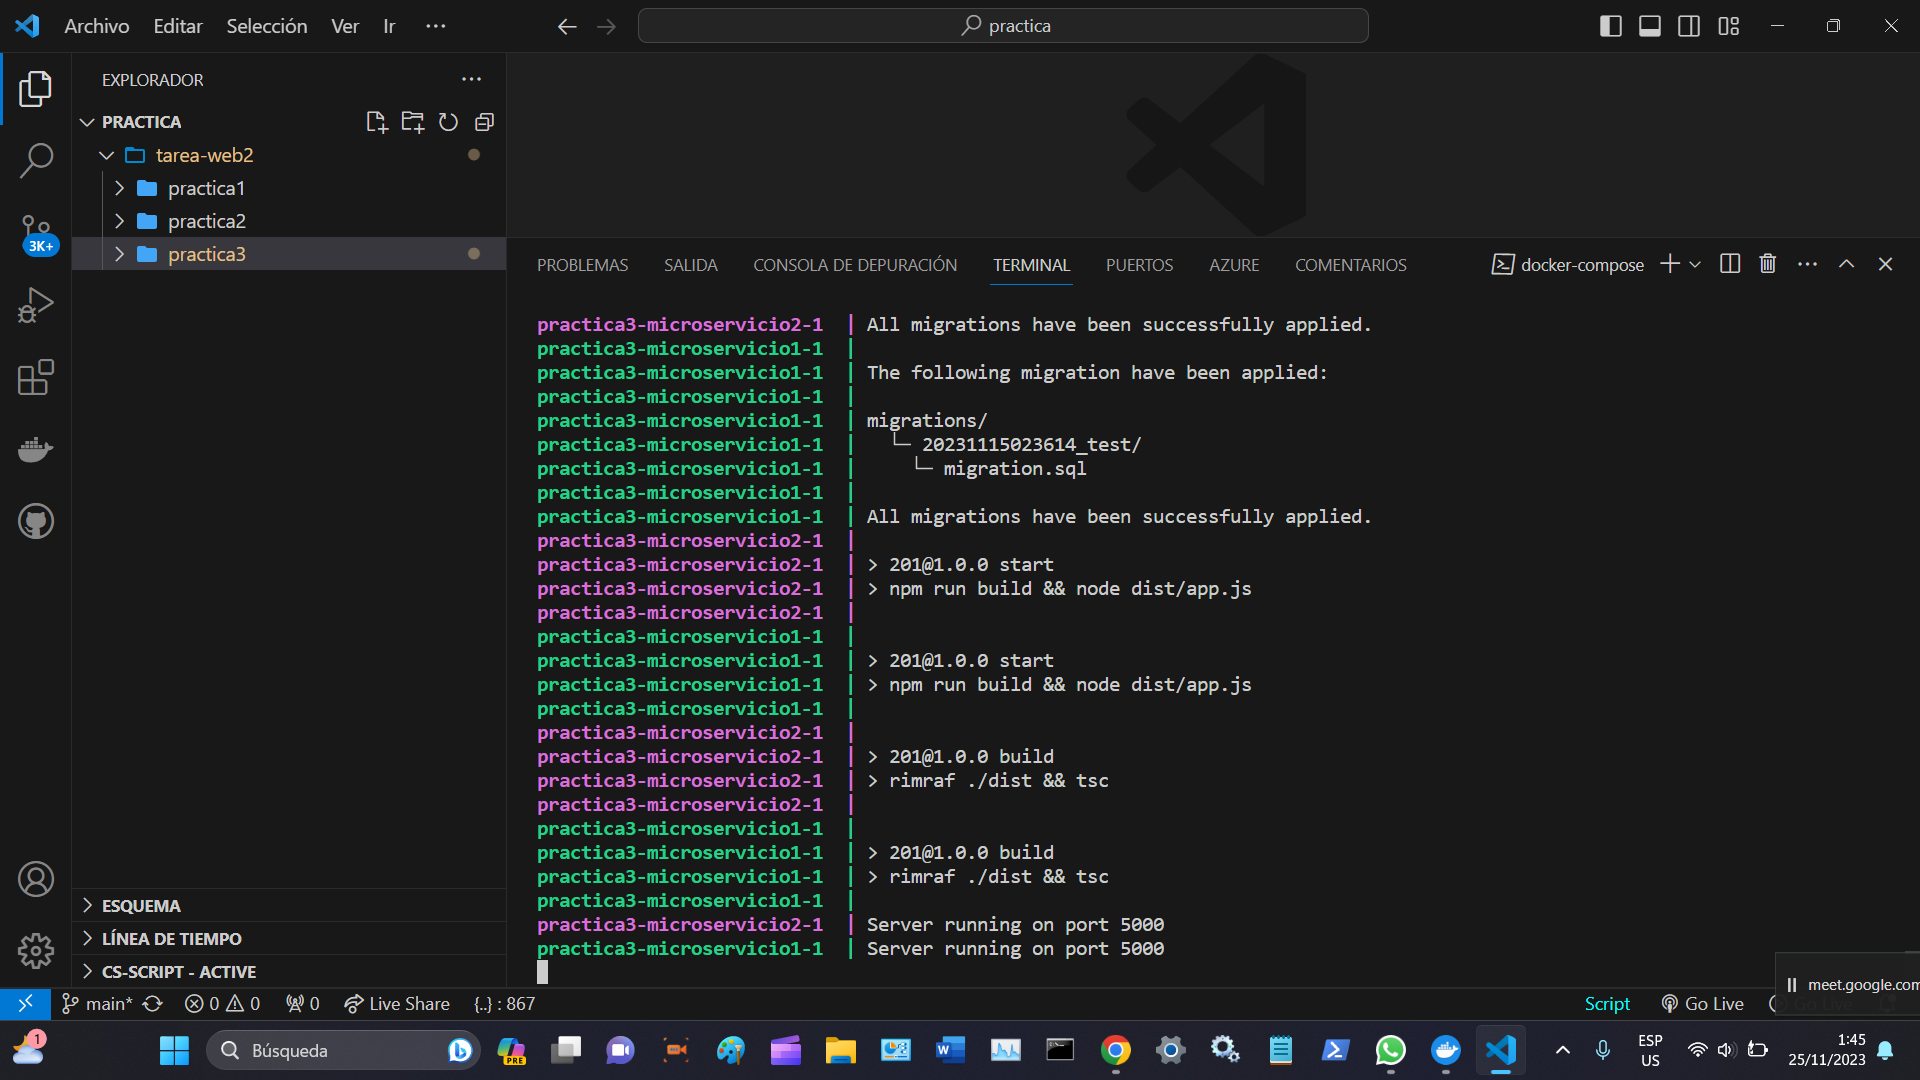 Archivo Editar Selección Ver Ir ···
practica
EXPLORADOR
PRACTICA
tarea-web2
practica1
practica2
practica3
3K+
ESQUEMA
LÍNEA DE TIEMPO
CS-SCRIPT - ACTIVE
PROBLEMAS SALIDA CONSOLA DE DEPURACIÓN TERMINAL PUERTOS AZURE COMENTARIOS docker-compose
practica3-microservicio2-1 | All migrations have been successfully applied.
practica3-microservicio1-1 |
practica3-microservicio1-1 | The following migration have been applied:
practica3-microservicio1-1 |
practica3-microservicio1-1 | migrations/
practica3-microservicio1-1 |   └─ 20231115023614_test/
practica3-microservicio1-1 |     └─ migration.sql
practica3-microservicio1-1 |
practica3-microservicio1-1 | All migrations have been successfully applied.
practica3-microservicio2-1 |
practica3-microservicio2-1 | > 201@1.0.0 start
practica3-microservicio2-1 | > npm run build && node dist/app.js
practica3-microservicio2-1 |
practica3-microservicio1-1 |
practica3-microservicio1-1 | > 201@1.0.0 start
practica3-microservicio1-1 | > npm run build && node dist/app.js
practica3-microservicio1-1 |
practica3-microservicio2-1 |
practica3-microservicio2-1 | > 201@1.0.0 build
practica3-microservicio2-1 | > rimraf ./dist && tsc
practica3-microservicio2-1 |
practica3-microservicio1-1 |
practica3-microservicio1-1 | > 201@1.0.0 build
practica3-microservicio1-1 | > rimraf ./dist && tsc
practica3-microservicio1-1 |
practica3-microservicio2-1 | Server running on port 5000
practica3-microservicio1-1 | Server running on port 5000
meet.google.com
main* 0 0 0 Live Share {..} : 867 Script Go Live
1
Búsqueda
PRE
ESP
US
1:45
25/11/2023